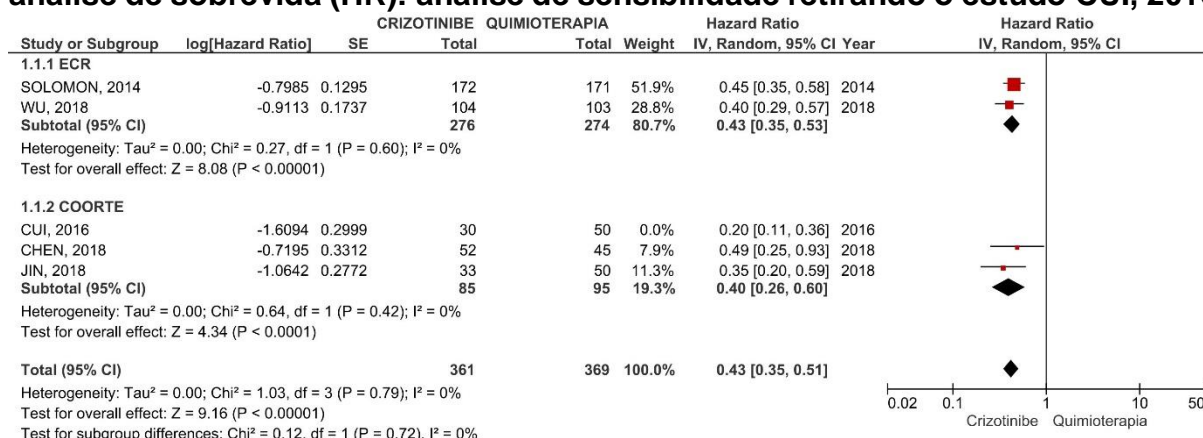 análise de sobrevida (HR): análise de sensibilidade retirando o estudo CUI, 201
CRIZOTINIBE QUIMIOTERAPIA Hazard Ratio Hazard Ratio
Study or Subgroup log[Hazard Ratio] SE Total Total Weight IV, Random, 95% CI Year IV, Random, 95% CI
1.1.1 ECR
SOLOMON, 2014 -0.7985 0.1295 172 171 51.9% 0.45 [0.35, 0.58] 2014
WU, 2018 -0.9113 0.1737 104 103 28.8% 0.40 [0.29, 0.57] 2018
Subtotal (95% CI) 276 274 80.7% 0.43 [0.35, 0.53]
Heterogeneity: Tau² = 0.00; Chi² = 0.27, df = 1 (P = 0.60); I² = 0%
Test for overall effect: Z = 8.08 (P < 0.00001)
1.1.2 COORTE
CUI, 2016 -1.6094 0.2999 30 50 0.0% 0.20 [0.11, 0.36] 2016
CHEN, 2018 -0.7195 0.3312 52 45 7.9% 0.49 [0.25, 0.93] 2018
JIN, 2018 -1.0642 0.2772 33 50 11.3% 0.35 [0.20, 0.59] 2018
Subtotal (95% CI) 85 95 19.3% 0.40 [0.26, 0.60]
Heterogeneity: Tau² = 0.00; Chi² = 0.64, df = 1 (P = 0.42); I² = 0%
Test for overall effect: Z = 4.34 (P < 0.0001)
Total (95% CI) 361 369 100.0% 0.43 [0.35, 0.51]
Heterogeneity: Tau² = 0.00; Chi² = 1.03, df = 3 (P = 0.79); I² = 0%
Test for overall effect: Z = 9.16 (P < 0.00001)
Test for subgroup differences: Chi² = 0.12, df = 1 (P = 0.72), I² = 0%
0.02 0.1 1 10 50
Crizotinibe Quimioterapia